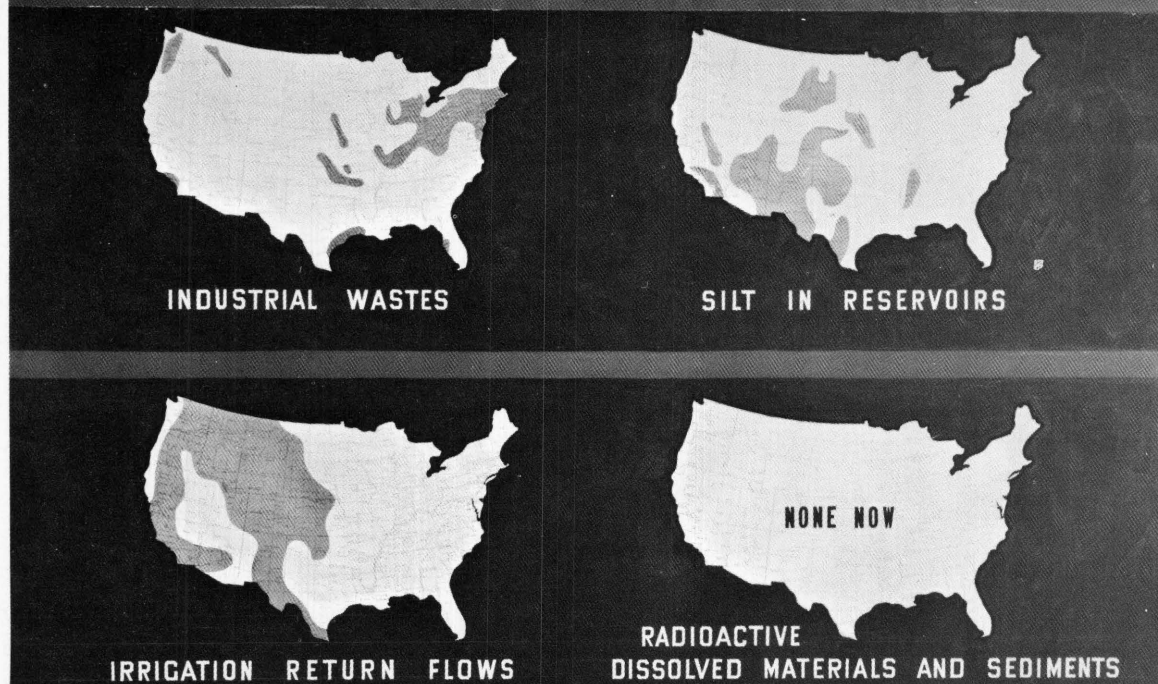 INDUSTRIAL WASTES
SILT IN RESERVOIRS
NONE NOW
IRRIGATION RETURN FLOWS
RADIOACTIVE
DISSOLVED MATERIALS AND SEDIMENTS